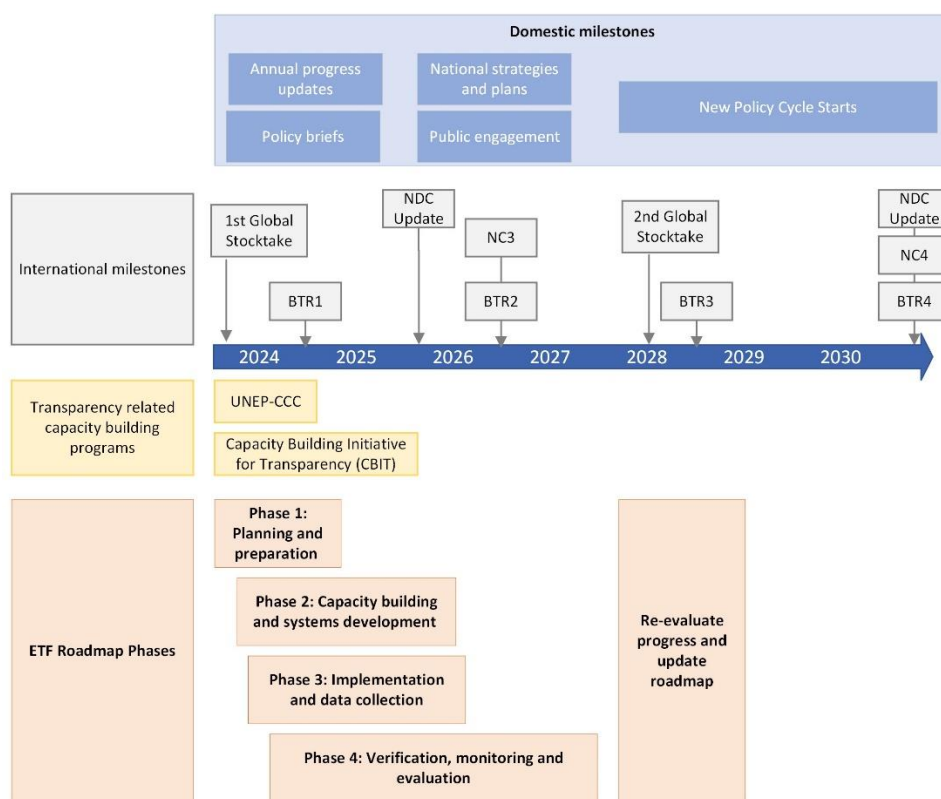 Domestic milestones
Annual progress
updates
National strategies
and plans
New Policy Cycle Starts
Policy briefs
Public engagement
International milestones
1st Global
Stocktake
NDC
Update
NC3
2nd Global
Stocktake
NDC
Update
NC4
BTR1
BTR2
BTR3
BTR4
2024
2025
2026
2027
2028
2029
2030
Transparency related
capacity building
programs
UNEP-CCC
Capacity Building Initiative
for Transparency (CBIT)
ETF Roadmap Phases
Phase 1:
Planning and
preparation
Phase 2: Capacity building
and systems development
Phase 3: Implementation
and data collection
Phase 4: Verification, monitoring and
evaluation
Re-evaluate
progress and
update
roadmap